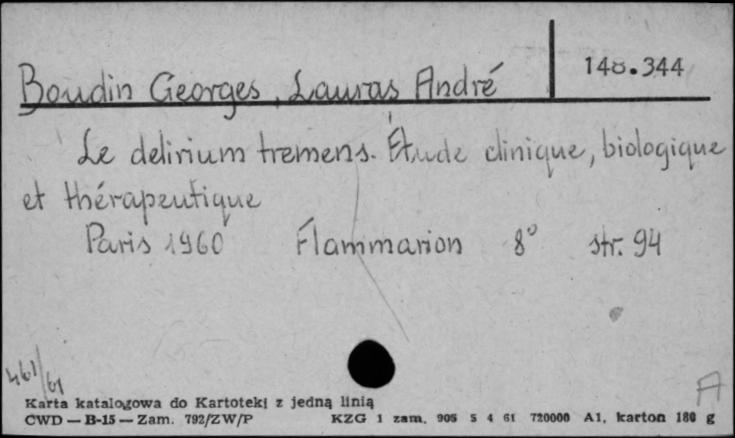 Boudin Georges, Lauras André
148.344
Le delirium tremens. Étude clinique, biologique
et thérapeutique
Paris 1960 Flammarion 8° str. 94
461/61
A
Karta katalogowa do Kartoteki z jedną linią
CWD — B-15 — Zam. 792/ZW/P KZG 1 zam. 905 5 4 61 720000 A1, karton 180 g